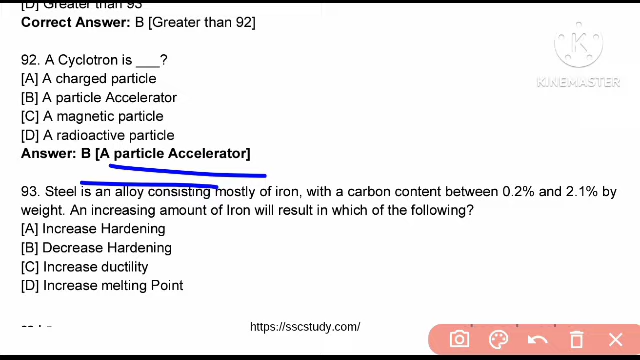 [D] Greater than 93
Correct Answer: B [Greater than 92]
92. A Cyclotron is ___?
[A] A charged particle
[B] A particle Accelerator
[C] A magnetic particle
[D] A radioactive particle
Answer: B [A particle Accelerator]
93. Steel is an alloy consisting mostly of iron, with a carbon content between 0.2% and 2.1% by
weight. An increasing amount of Iron will result in which of the following?
[A] Increase Hardening
[B] Decrease Hardening
[C] Increase ductility
[D] Increase melting Point
https://sscstudy.com/
K
KINEMASTER